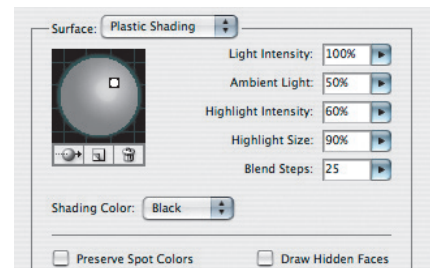 Surface: Plastic Shading
Light Intensity: 100%
Ambient Light: 50%
Highlight Intensity: 60%
Highlight Size: 90%
Blend Steps: 25
Shading Color: Black
Preserve Spot Colors Draw Hidden Faces